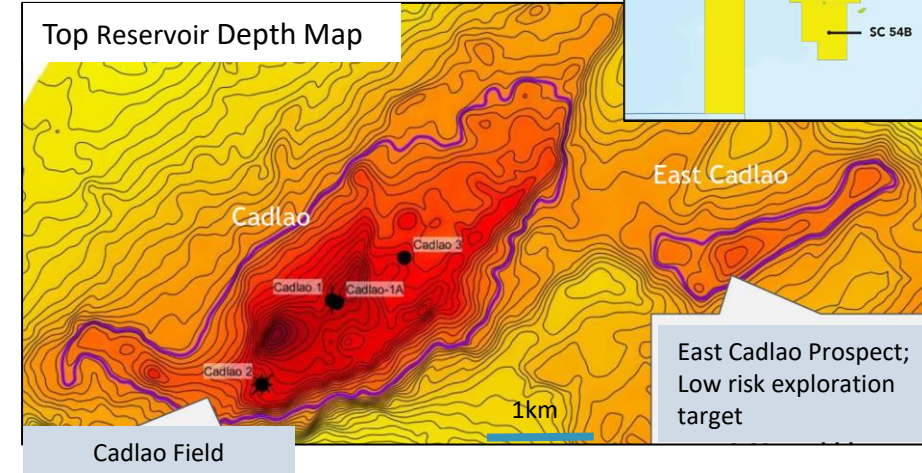 Top Reservoir Depth Map
SC 54B
East Cadlao
Cadlao
Cadlao 3
Cadlao 1
Cadlao-1A
Cadlao 2
1km
East Cadlao Prospect;
Low risk exploration
target
Cadlao Field